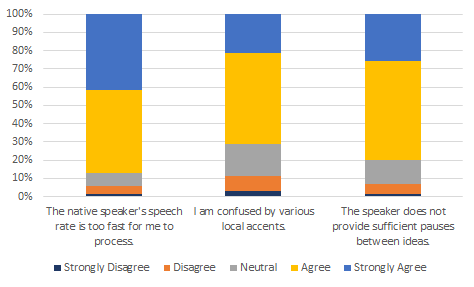 100%
90%
80%
70%
60%
50%
40%
30%
20%
10%
0%
The native speaker's speech
rate is too fast for me to
process.
I am confused by various
local accents.
The speaker does not
provide sufficient pauses
between ideas.
Strongly Disagree Disagree Neutral Agree Strongly Agree